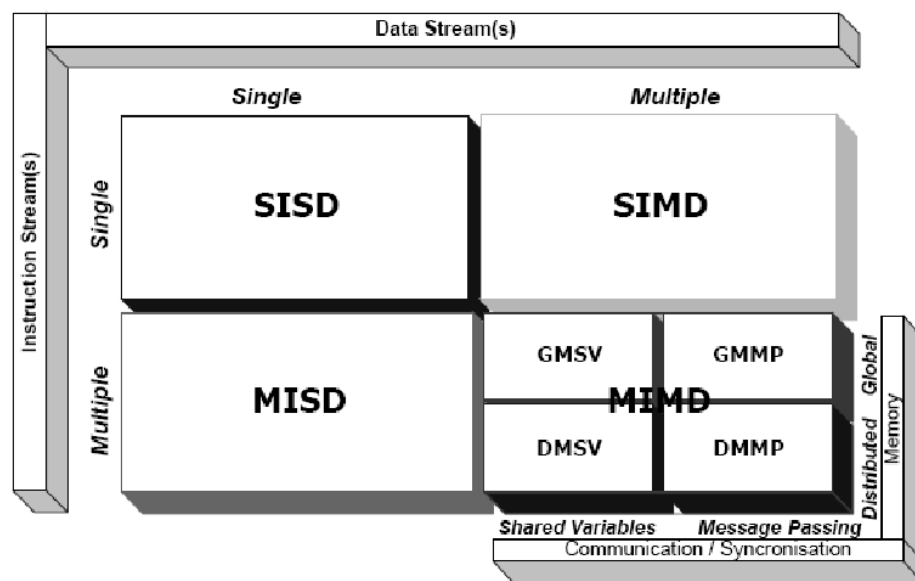 Data Stream(s)
Single
Multiple
Instruction Stream(s)
Single
SISD
SIMD
Multiple
MISD
MIMD
GMSV
GMMP
DMSV
DMMP
Global
Distributed
Memory
Shared Variables
Message Passing
Communication / Syncronisation